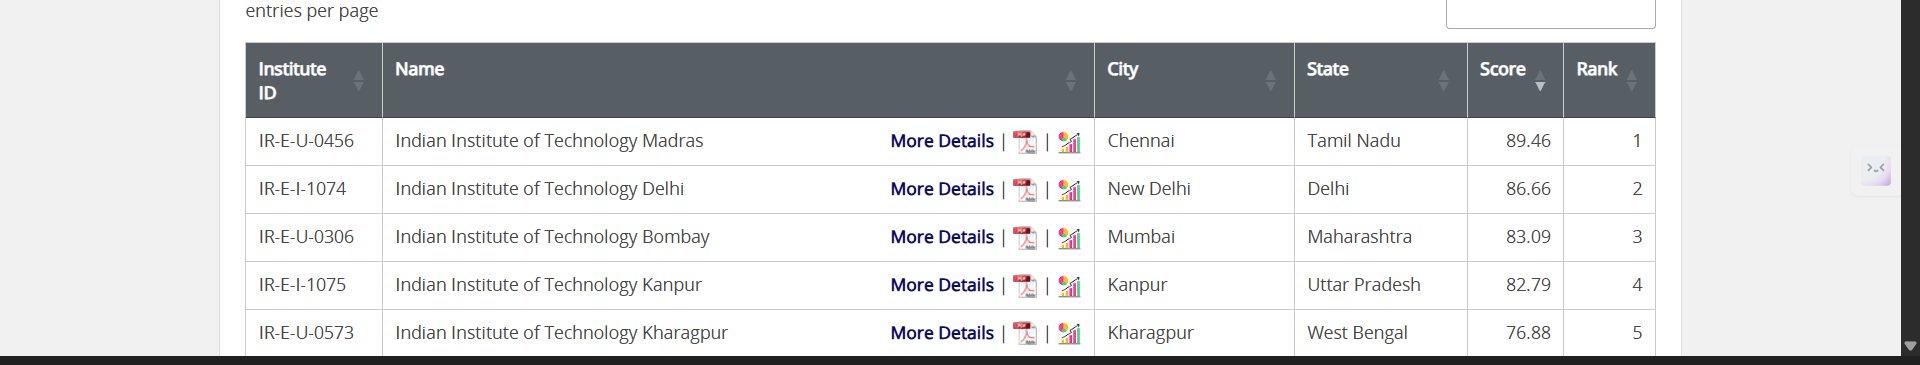 entries per page
Institute ID Name City State Score Rank
IR-E-U-0456 Indian Institute of Technology Madras More Details | | Chennai Tamil Nadu 89.46 1
IR-E-I-1074 Indian Institute of Technology Delhi More Details | | New Delhi Delhi 86.66 2
IR-E-U-0306 Indian Institute of Technology Bombay More Details | | Mumbai Maharashtra 83.09 3
IR-E-I-1075 Indian Institute of Technology Kanpur More Details | | Kanpur Uttar Pradesh 82.79 4
IR-E-U-0573 Indian Institute of Technology Kharagpur More Details | | Kharagpur West Bengal 76.88 5